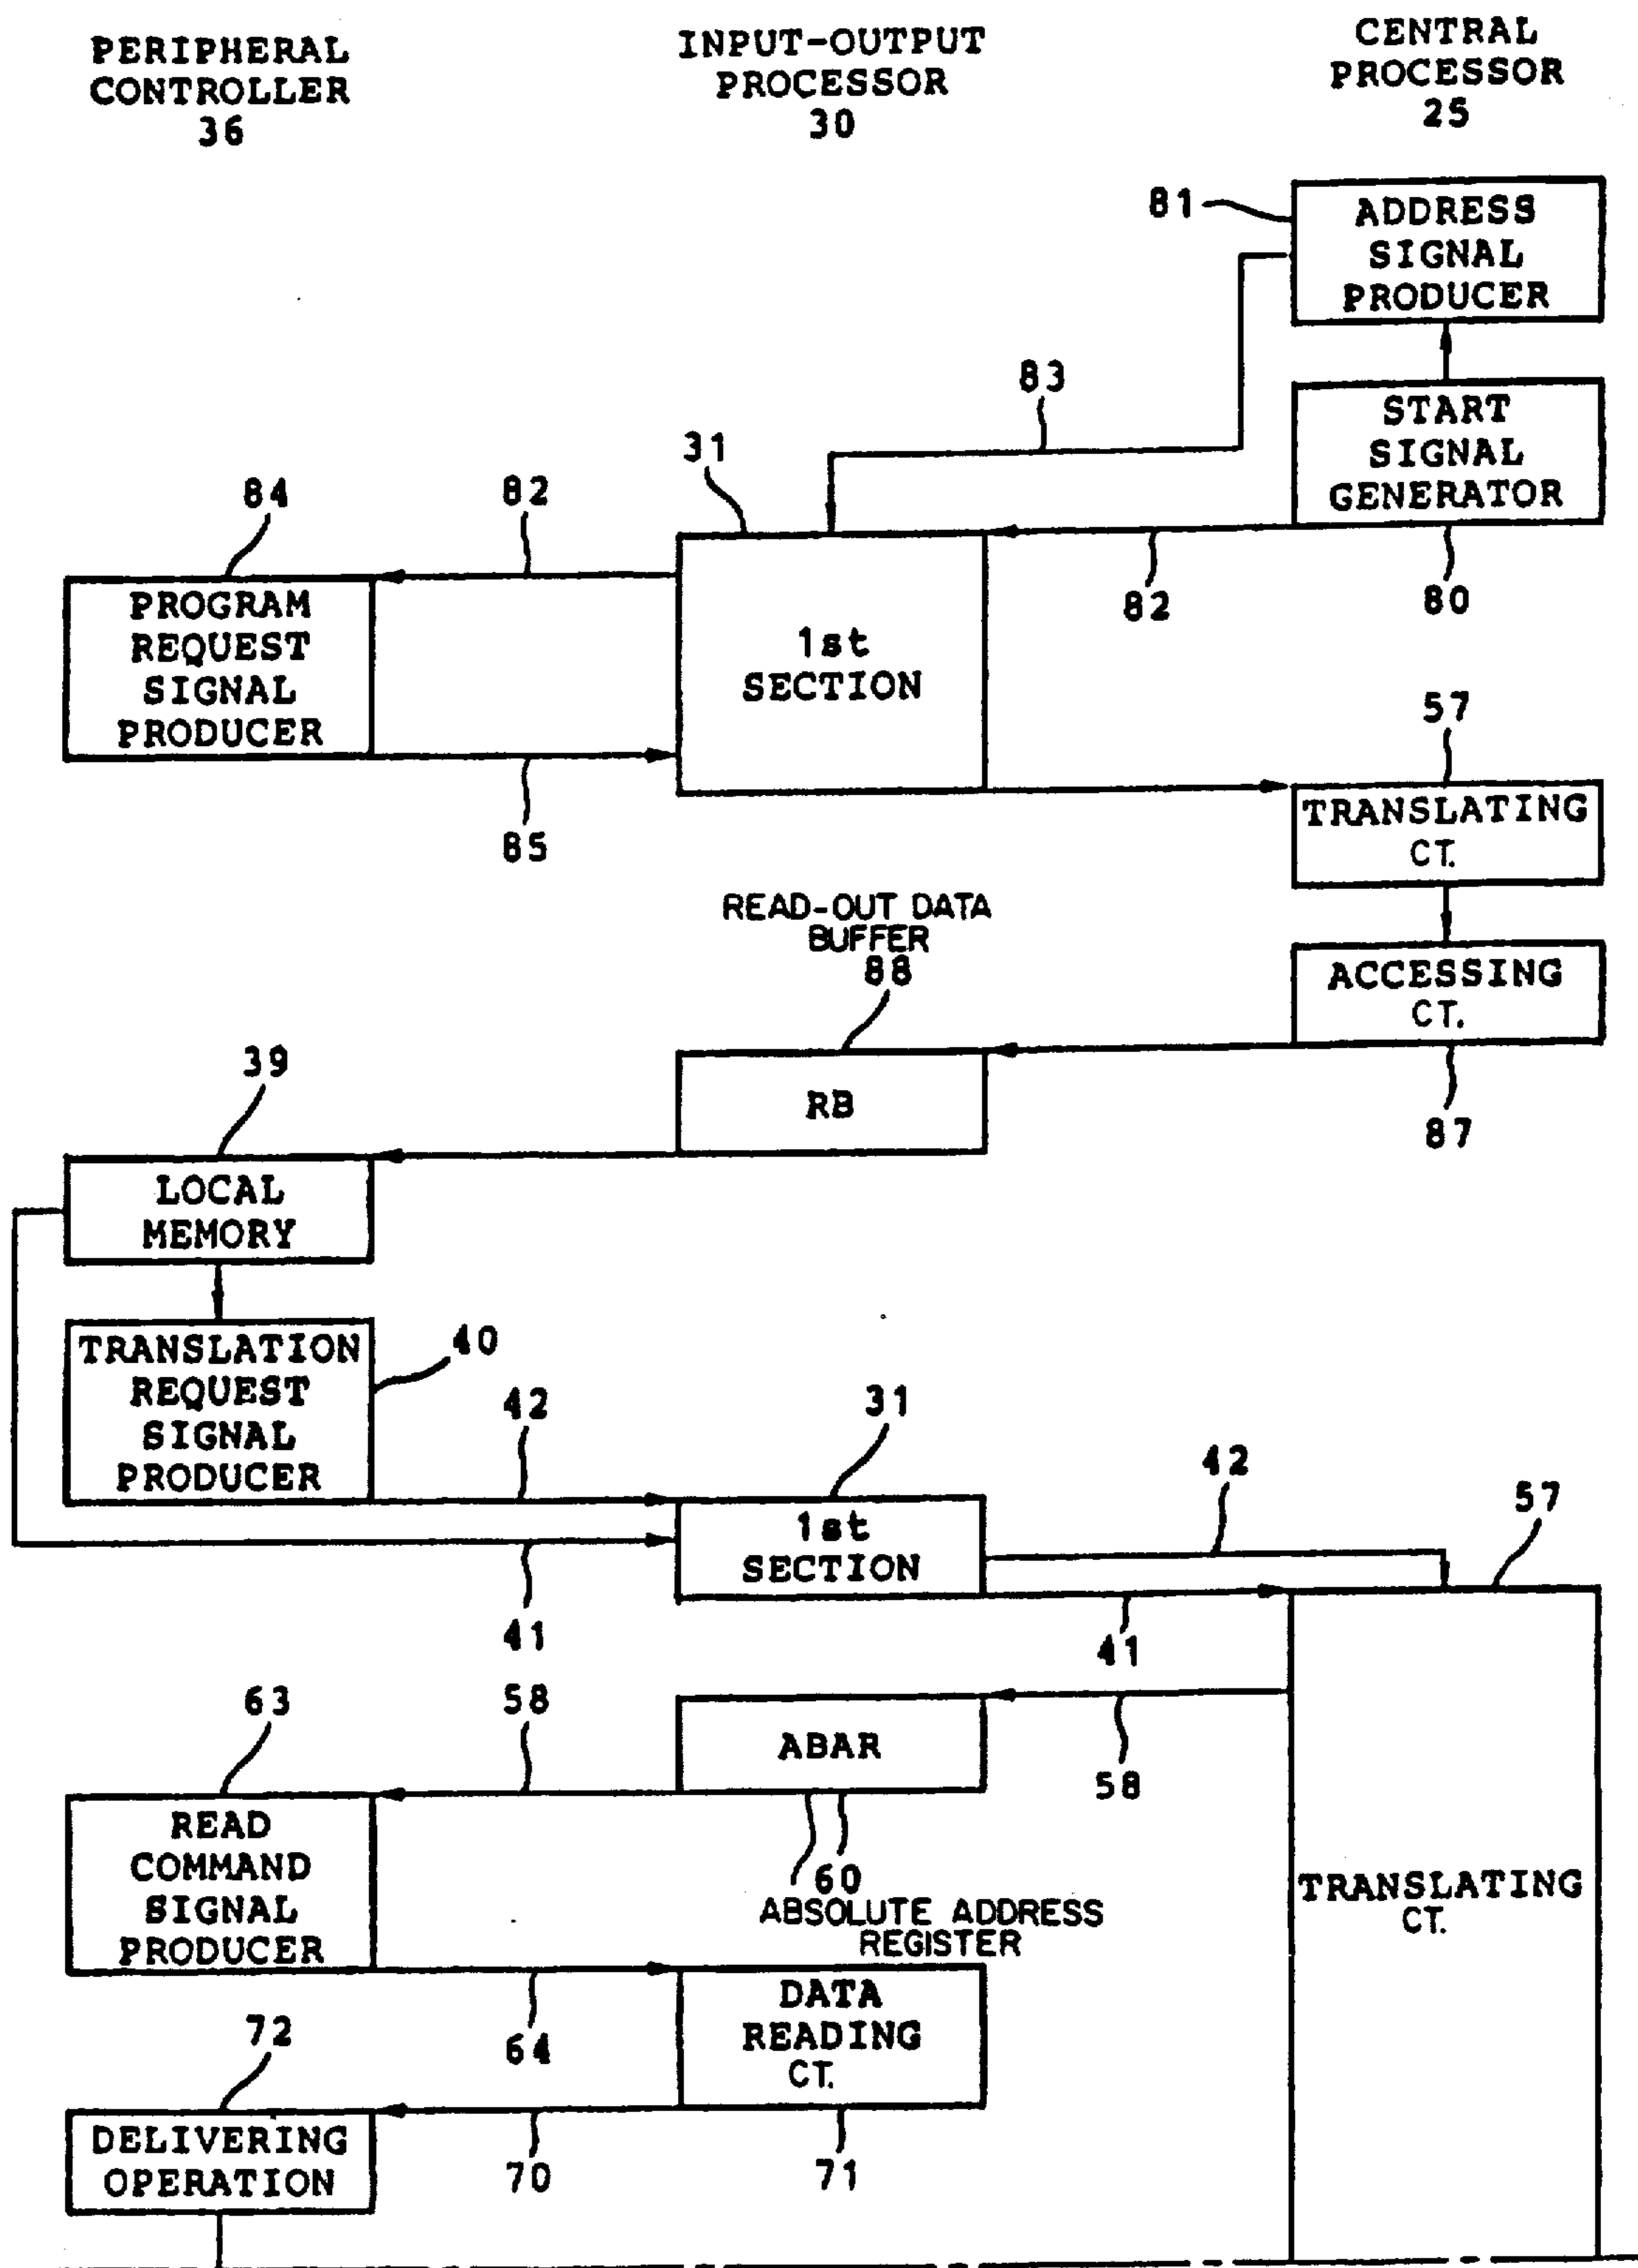 PERIPHERAL
CONTROLLER
36
INPUT-OUTPUT
PROCESSOR
30
CENTRAL
PROCESSOR
25
81
ADDRESS
SIGNAL
PRODUCER
83
START
SIGNAL
GENERATOR
31
84
82
82
80
PROGRAM
REQUEST
SIGNAL
PRODUCER
1st
SECTION
85
57
TRANSLATING
CT.
READ-OUT DATA
BUFFER
88
ACCESSING
CT.
87
39
RB
LOCAL
MEMORY
TRANSLATION
REQUEST
SIGNAL
PRODUCER
40
42
31
42
57
1st
SECTION
41
41
63
58
ABAR
58
60
ABSOLUTE ADDRESS
REGISTER
READ
COMMAND
SIGNAL
PRODUCER
TRANSLATING
CT.
64
DATA
READING
CT.
72
70
71
DELIVERING
OPERATION